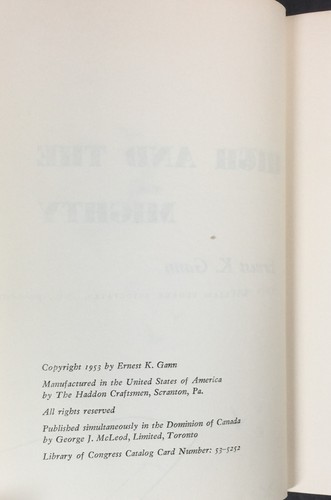 Copyright 1953 by Ernest K. Gann
Manufactured in the United States of America
by The Haddon Craftsmen, Scranton, Pa.
All rights reserved
Published simultaneously in the Dominion of Canada
by George J. McLeod, Limited, Toronto
Library of Congress Catalog Card Number: 53-5252